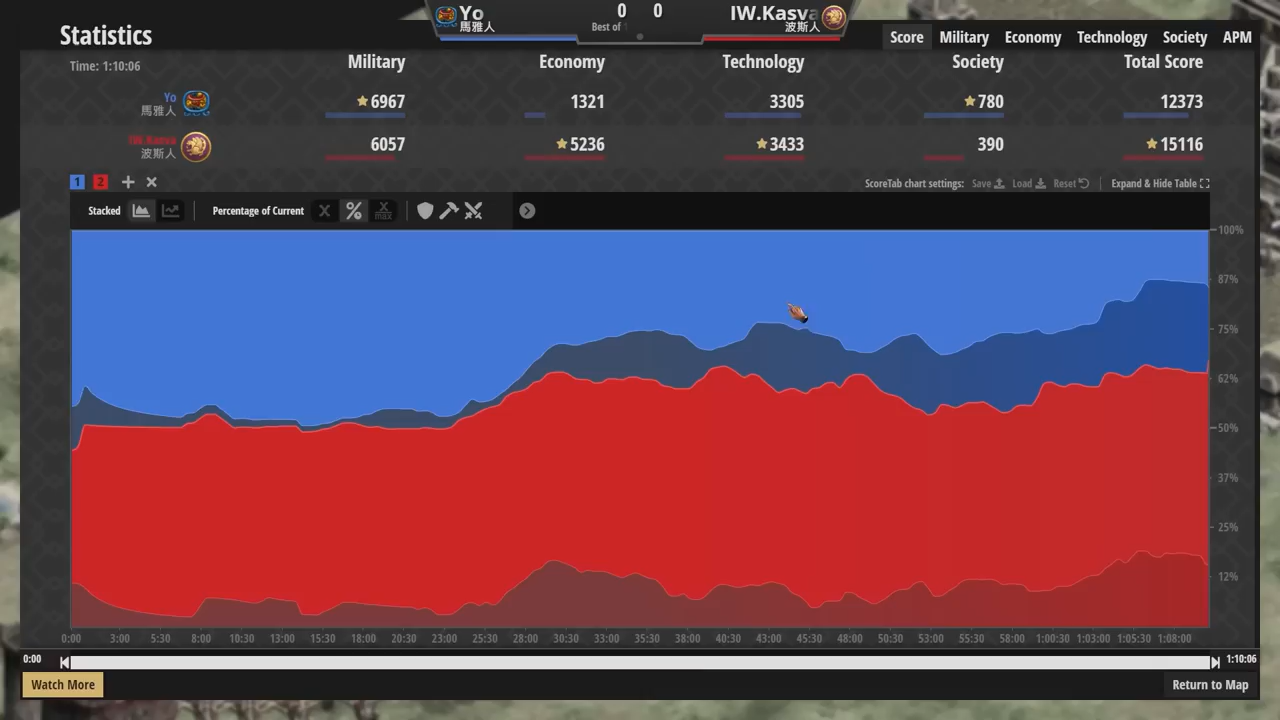 Yo
馬雅人
0 0
Best of
IW.Kasva
波斯人
Statistics
Score Military Economy Technology Society APM
Time: 1:10:06
Military Economy Technology Society Total Score
Yo
馬雅人
6967 1321 3305 780 12373
IW.Kasva
波斯人
6057 5236 3433 390 15116
1 2
ScoreTab chart settings: Save Load Reset Expand & Hide Table
Stacked Percentage of Current X % X max
100%
87%
75%
62%
50%
37%
25%
12%
0:00 3:00 5:30 8:00 10:30 13:00 15:30 18:00 20:30 23:00 25:30 28:00 30:30 33:00 35:30 38:00 40:30 43:00 45:30 48:00 50:30 53:00 55:30 58:00 1:00:30 1:03:00 1:05:30 1:08:00
0:00 1:10:06
Watch More Return to Map